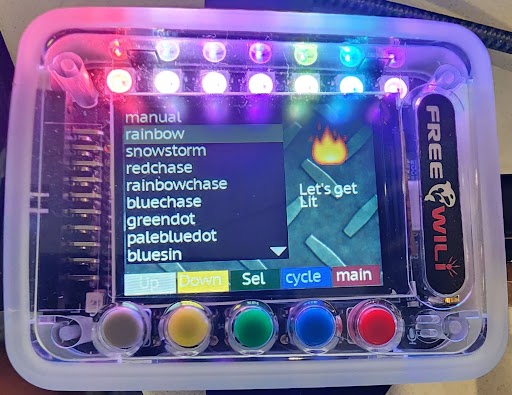 manual
rainbow
snowstorm
redchase
rainbowchase
bluechase
greendot
palebluedot
bluesin
Let's get
Lit
Up Down Sel cycle main
FREE WILI